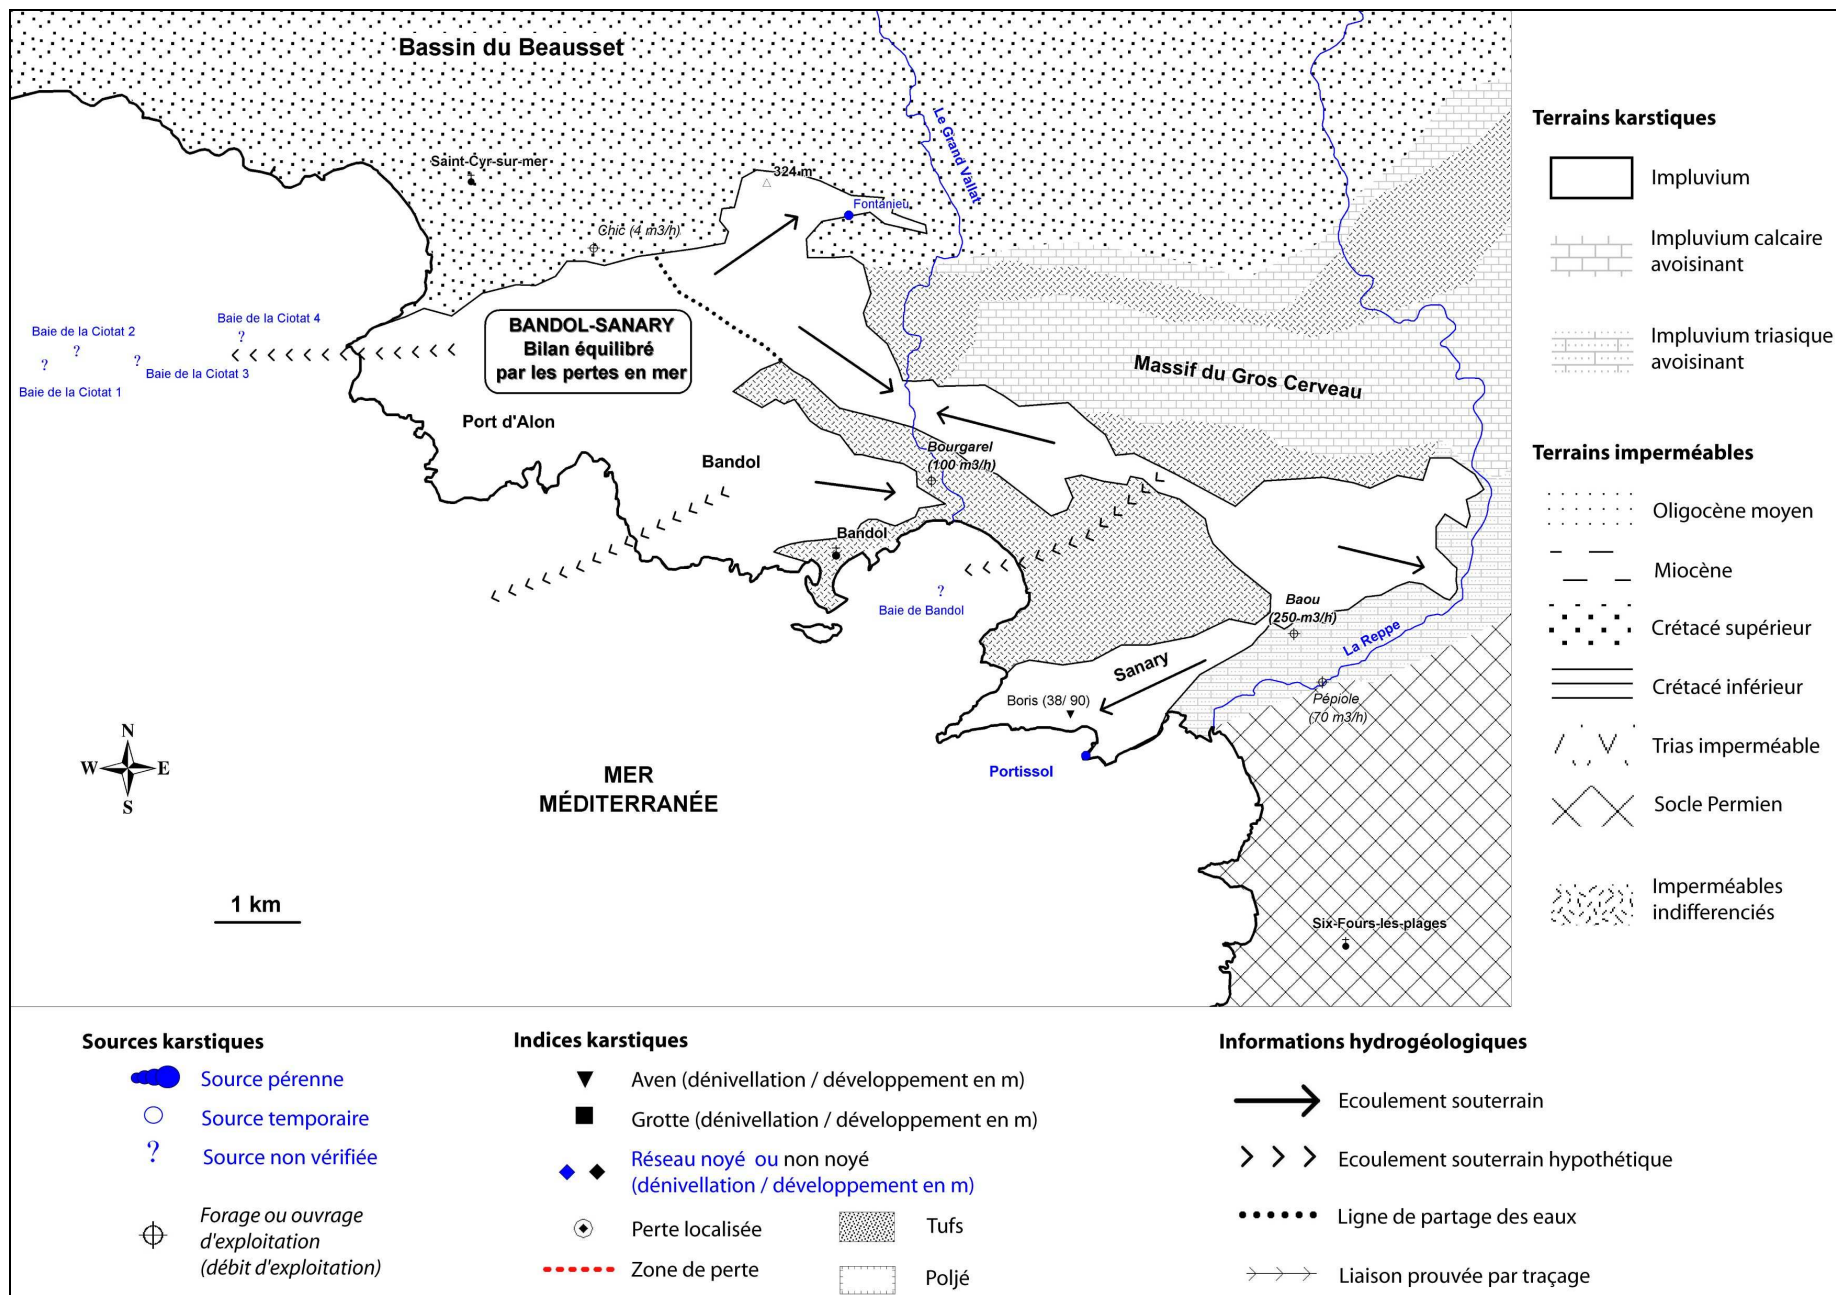 Bassin du Beausset
Le Grand Vallat
Saint-Cyr-sur-mer
324 m
Fontanieu
Chic (4 m3/h)
Baie de la Ciotat 4
Baie de la Ciotat 2
Baie de la Ciotat 3
Baie de la Ciotat 1
BANDOL-SANARY
Bilan équilibré
par les pertes en mer
Massif du Gros Cerveau
Port d'Alon
Bandol
Bourgarel
(100 m3/h)
Bandol
Baie de Bandol
Baou
(250 m3/h)
La Reppe
Sanary
Boris (38/ 90)
Pépiole
(70 m3/h)
Portissol
N
W
E
S
MER
MÉDITERRANÉE
1 km
Six-Fours-les-plages
Terrains karstiques
Impluvium
Impluvium calcaire
avoisinant
Impluvium triasique
avoisinant
Terrains imperméables
Oligocène moyen
Miocène
Crétacé supérieur
Crétacé inférieur
Trias imperméable
Socle Permien
Imperméables
indifferenciés
Sources karstiques
Source pérenne
Source temporaire
? Source non vérifiée
Forage ou ouvrage
d'exploitation
(débit d'exploitation)
Indices karstiques
Aven (dénivellation / développement en m)
Grotte (dénivellation / développement en m)
Réseau noyé ou non noyé
(dénivellation / développement en m)
Perte localisée
Zone de perte
Tufs
Poljé
Informations hydrogéologiques
Ecoulement souterrain
Ecoulement souterrain hypothétique
Ligne de partage des eaux
Liaison prouvée par traçage